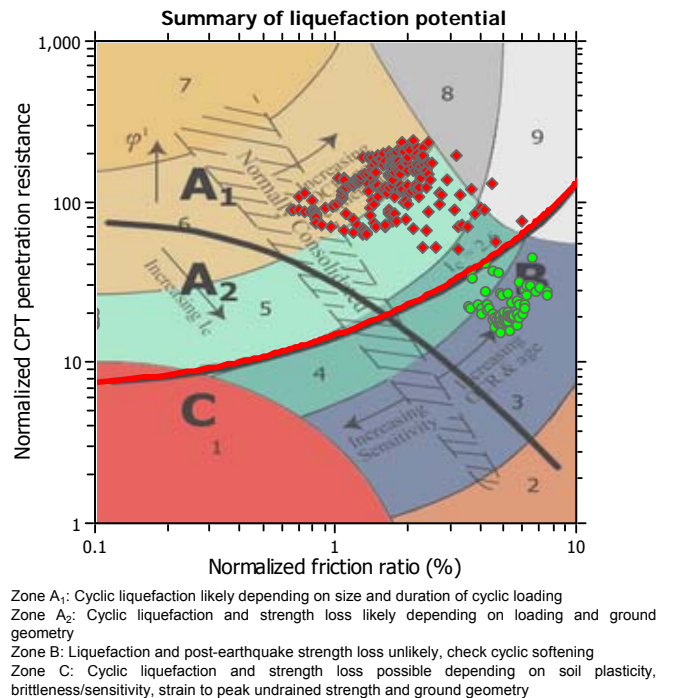 Summary of liquefaction potential
1,000
100
10
1
Normalized CPT penetration resistance
7
8
9
φ'
A1
6
A2
5
4
C
1
B
3
2
Normally Consolidated
Increasing
Increasing Ic
Increasing
OCR & age
Increasing
Sensitivity
0.1
1
10
Normalized friction ratio (%)
Zone A1: Cyclic liquefaction likely depending on size and duration of cyclic loading
Zone A2: Cyclic liquefaction and strength loss likely depending on loading and ground
geometry
Zone B: Liquefaction and post-earthquake strength loss unlikely, check cyclic softening
Zone C: Cyclic liquefaction and strength loss possible depending on soil plasticity,
brittleness/sensitivity, strain to peak undrained strength and ground geometry